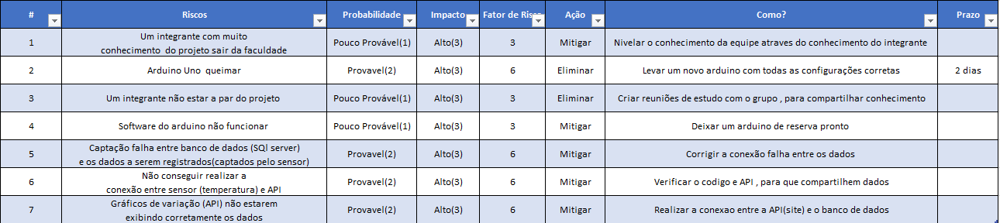 # Riscos Probabilidade Impacto Fator de Risco Ação Como? Prazo
1 Um integrante com muito
conhecimento do projeto sair da faculdade Pouco Provável(1) Alto(3) 3 Mitigar Nivelar o conhecimento da equipe atraves do conhecimento do integrante
2 Arduino Uno queimar Provavel(2) Alto(3) 6 Eliminar Levar um novo arduino com todas as configurações corretas 2 dias
3 Um integrante não estar a par do projeto Pouco Provável(1) Alto(3) 3 Eliminar Criar reuniões de estudo com o grupo , para compartilhar conhecimento
4 Software do arduino não funcionar Pouco Provável(1) Alto(3) 3 Mitigar Deixar um arduino de reserva pronto
5 Captação falha entre banco de dados (SQl server)
e os dados a serem registrados(captados pelo sensor) Provavel(2) Alto(3) 6 Mitigar Corrigir a conexão falha entre os dados
6 Não conseguir realizar a
conexão entre sensor (temperatura) e API Provavel(2) Alto(3) 6 Mitigar Verificar o codigo e API , para que compartilhem dados
7 Gráficos de variação (API) não estarem
exibindo corretamente os dados Provavel(2) Alto(3) 6 Mitigar Realizar a conexao entre a API(site) e o banco de dados